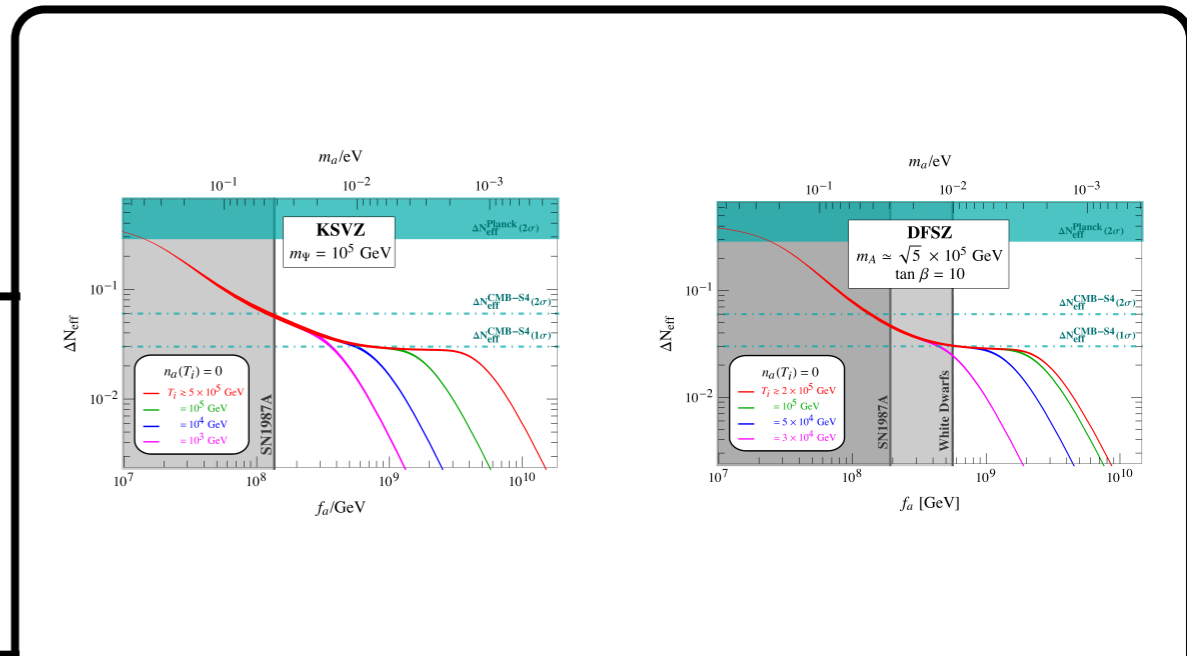 m_a/eV
10^-1 10^-2 10^-3
KSVZ
m_Ψ = 10^5 GeV
ΔN_eff^Planck(2σ)
ΔN_eff^CMB−S4(2σ)
ΔN_eff^CMB−S4(1σ)
10^-1
10^-2
ΔN_eff
n_a(T_i) = 0
T_i ≥ 5 × 10^5 GeV
= 10^5 GeV
= 10^4 GeV
= 10^3 GeV
SN1987A
10^7 10^8 10^9 10^10
f_a/GeV
m_a/eV
10^-1 10^-2 10^-3
DFSZ
m_A ≃ √5 × 10^5 GeV
tan β = 10
ΔN_eff^Planck(2σ)
ΔN_eff^CMB−S4(2σ)
ΔN_eff^CMB−S4(1σ)
10^-1
10^-2
ΔN_eff
n_a(T_i) = 0
T_i ≥ 2 × 10^5 GeV
= 10^5 GeV
= 5 × 10^4 GeV
= 3 × 10^4 GeV
SN1987A
White Dwarfs
10^7 10^8 10^9 10^10
f_a [GeV]